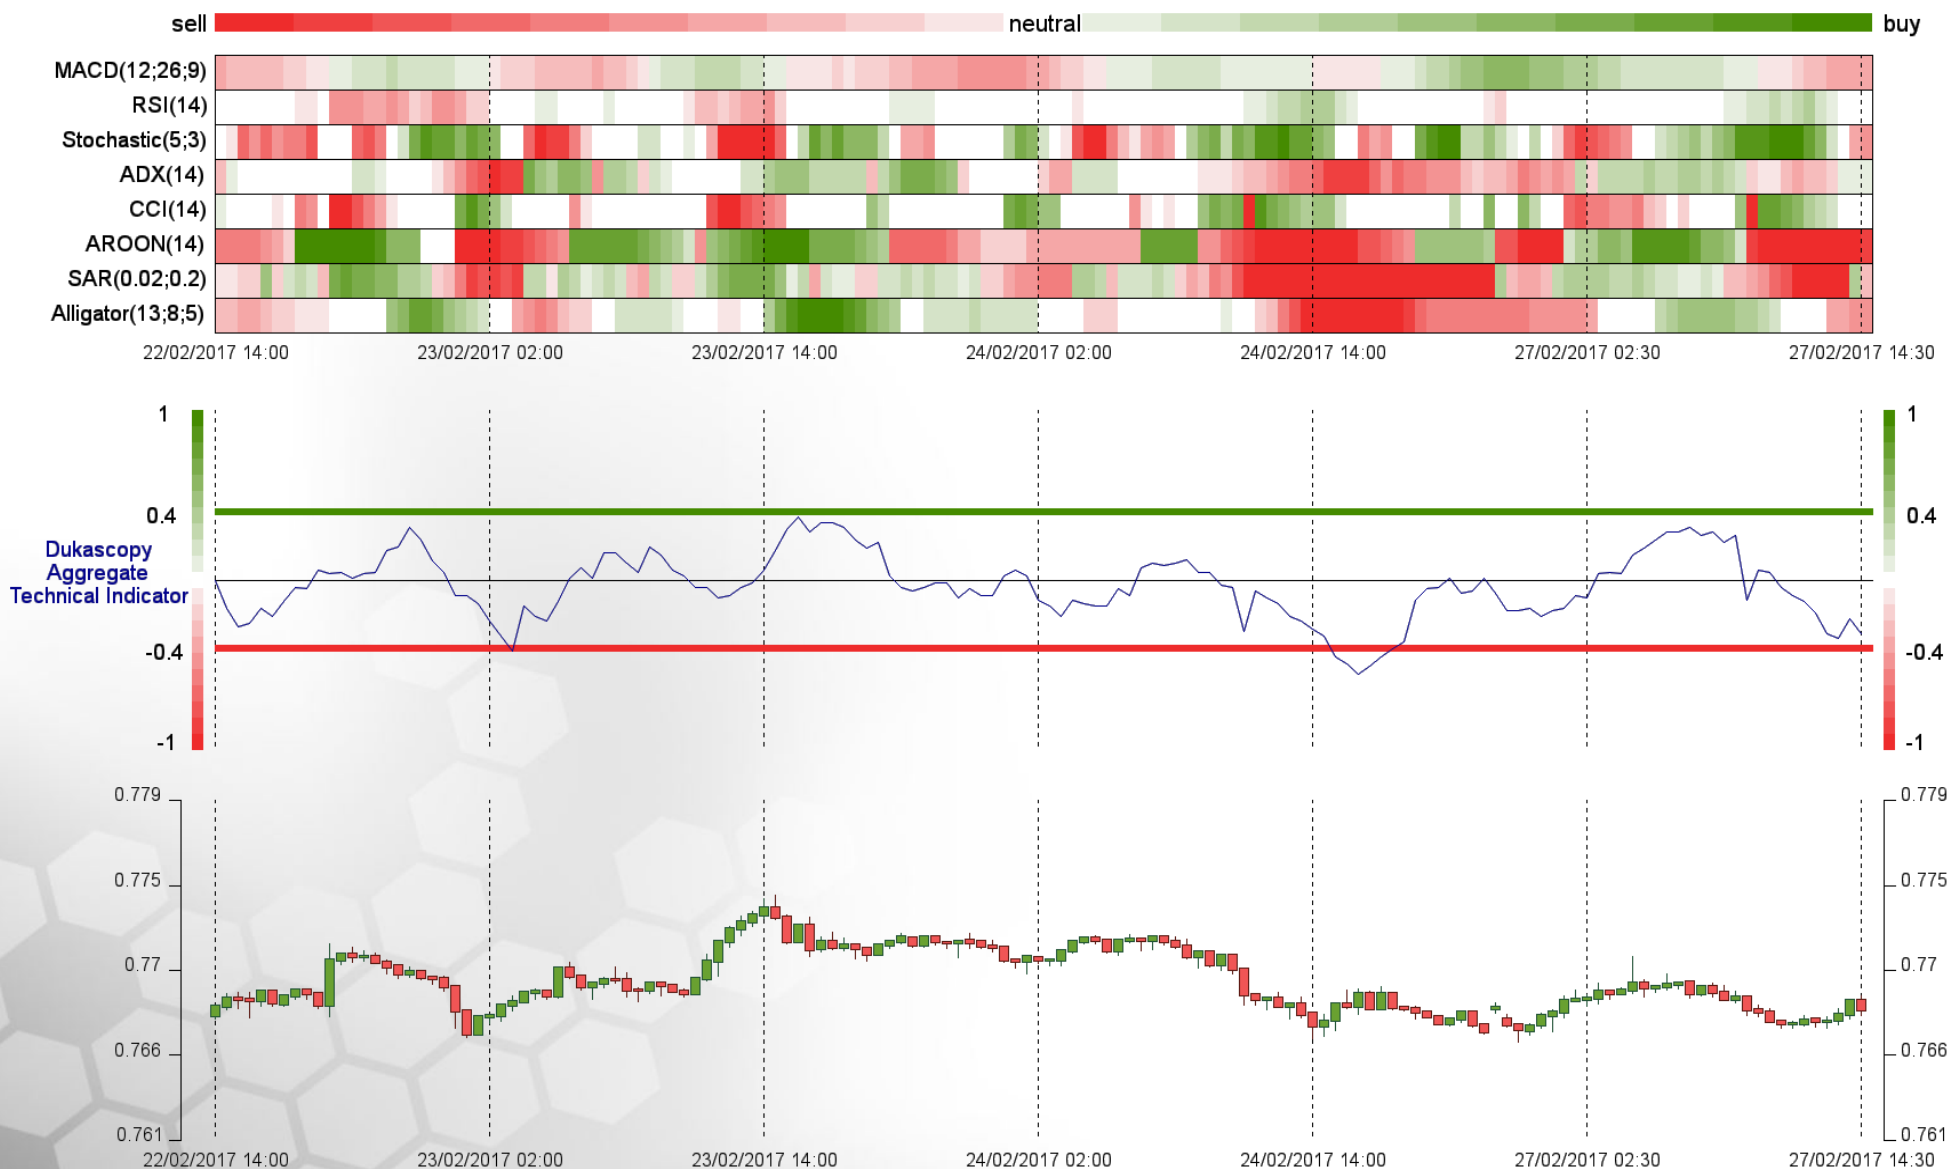 sell neutral buy
MACD(12;26;9)
RSI(14)
Stochastic(5;3)
ADX(14)
CCI(14)
AROON(14)
SAR(0.02;0.2)
Alligator(13;8;5)
22/02/2017 14:00 23/02/2017 02:00 23/02/2017 14:00 24/02/2017 02:00 24/02/2017 14:00 27/02/2017 02:30 27/02/2017 14:30
1 1
0.4 0.4
Dukascopy
Aggregate
Technical Indicator
-0.4 -0.4
-1 -1
0.779 0.779
0.775 0.775
0.77 0.77
0.766 0.766
0.761 0.761
22/02/2017 14:00 23/02/2017 02:00 23/02/2017 14:00 24/02/2017 02:00 24/02/2017 14:00 27/02/2017 02:30 27/02/2017 14:30